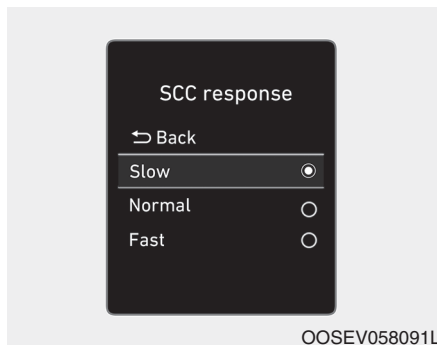 SCC response
Back
Slow
Normal
Fast
OOSEV058091L